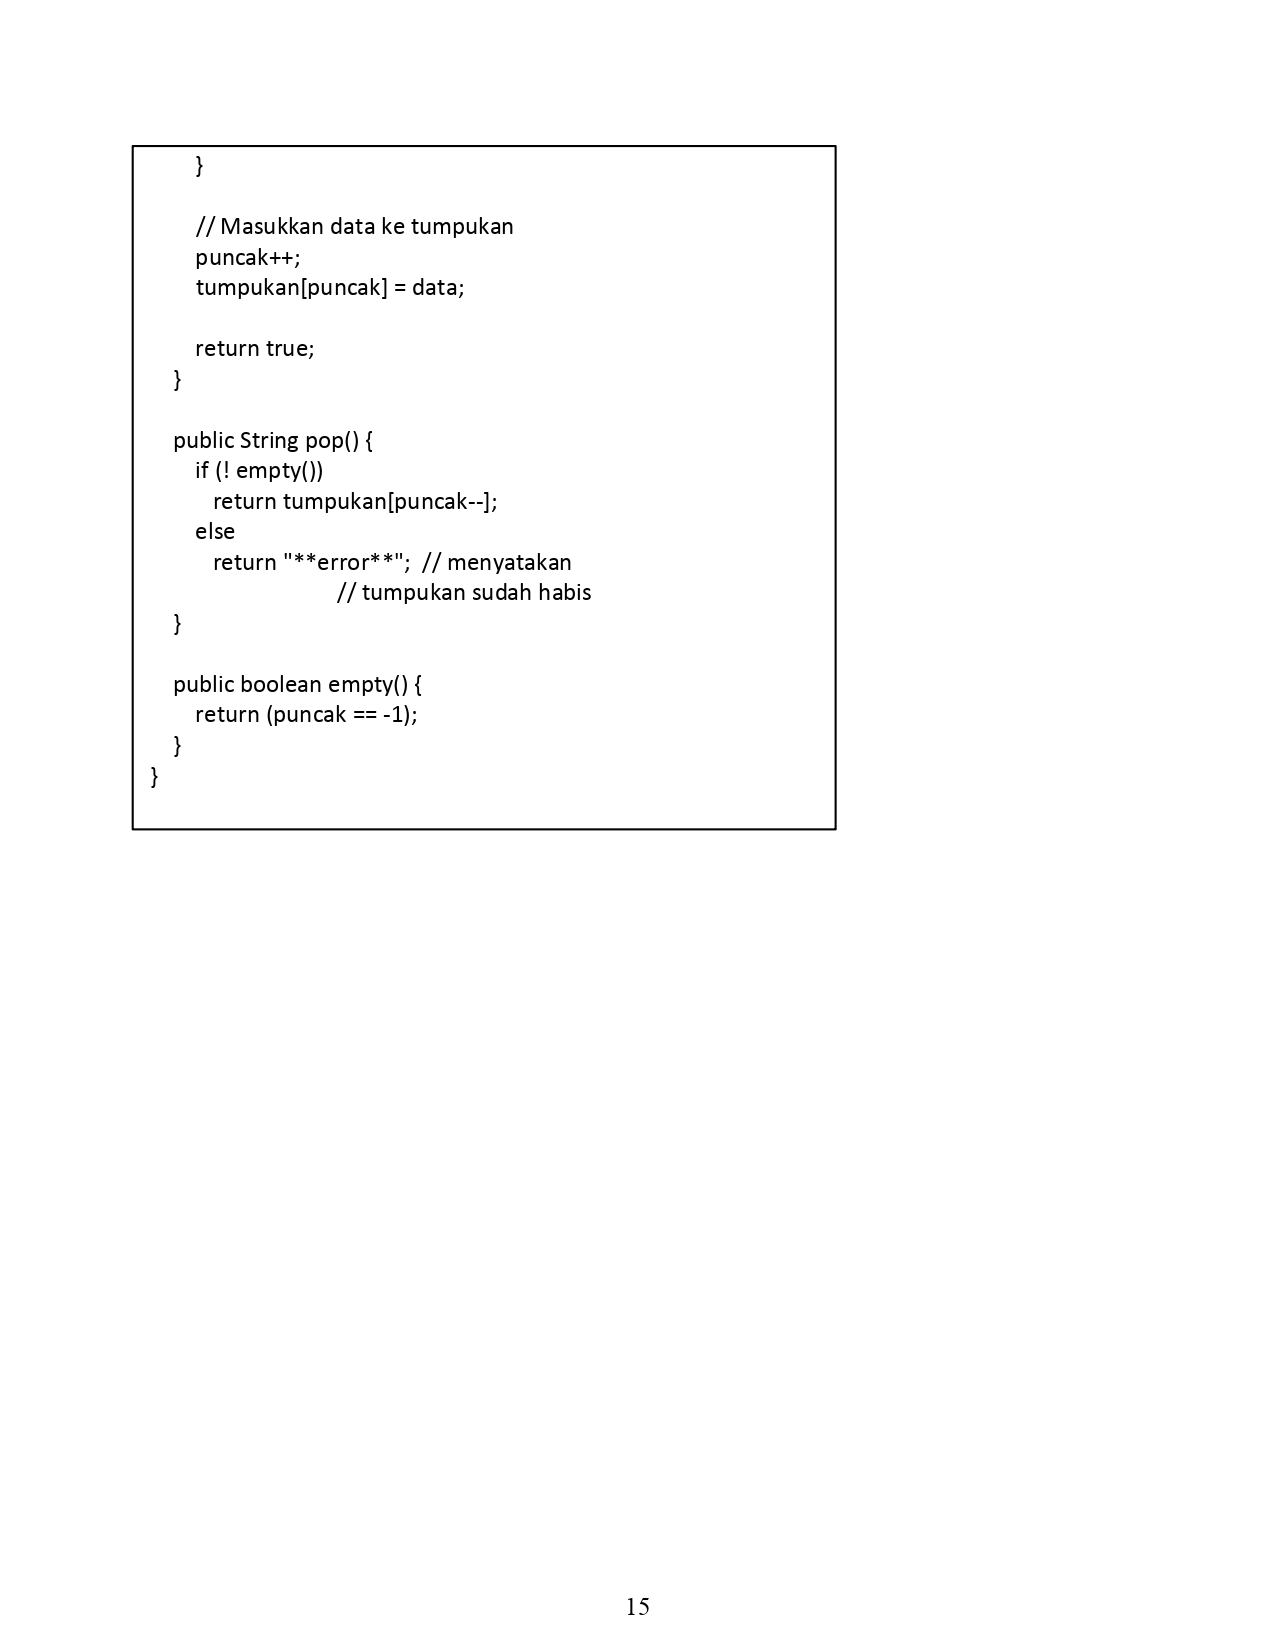 }
// Masukkan data ke tumpukan
puncak++;
tumpukan[puncak] = data;
return true;
}
public String pop() {
if (! empty())
return tumpukan[puncak--];
else
return "**error**";  // menyatakan
// tumpukan sudah habis
}
public boolean empty() {
return (puncak == -1);
}
}
15